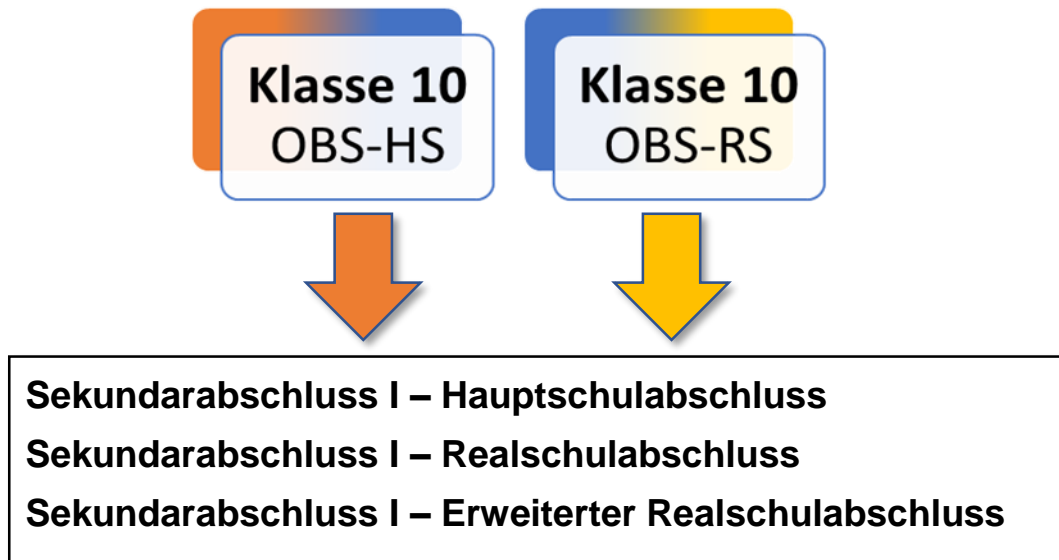 Klasse 10
OBS-HS
Klasse 10
OBS-RS
Sekundarabschluss I – Hauptschulabschluss
Sekundarabschluss I – Realschulabschluss
Sekundarabschluss I – Erweiterter Realschulabschluss